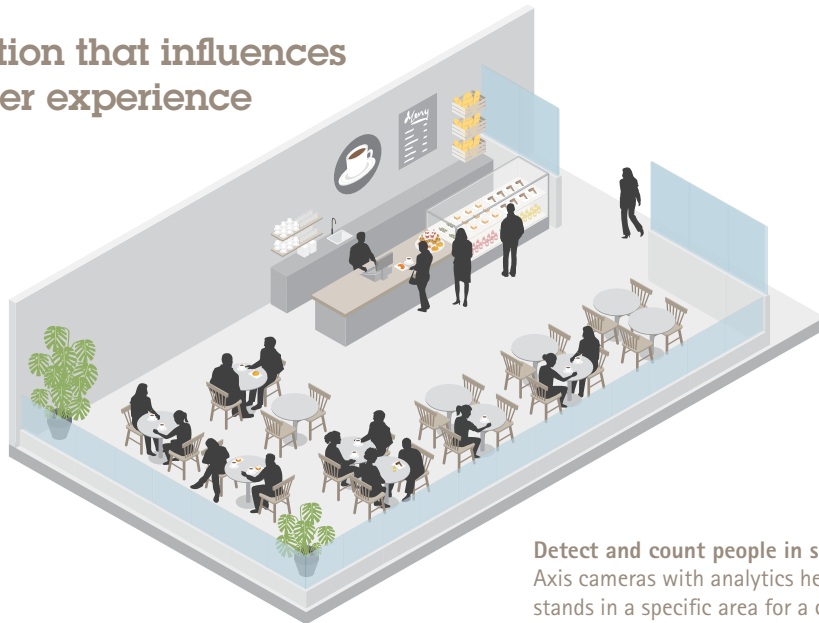 tion that influences
er experience
Menu
Detect and count people in s
Axis cameras with analytics he
stands in a specific area for a c